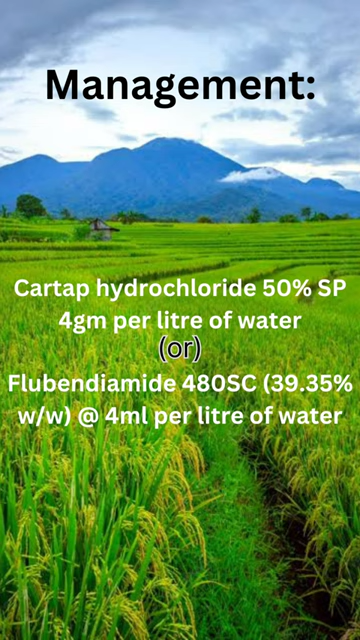 Management:
Cartap hydrochloride 50% SP
4gm per litre of water
(or)
Flubendiamide 480SC (39.35%
w/w) @ 4ml per litre of water